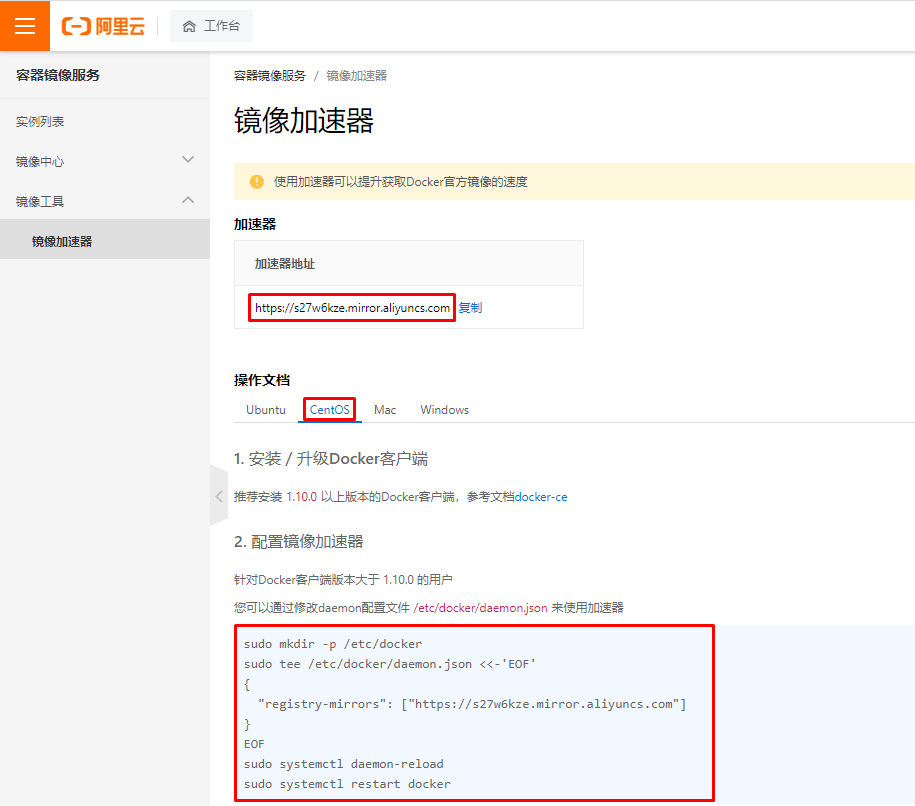 阿里云
工作台
容器镜像服务
实例列表
镜像中心
镜像工具
镜像加速器
容器镜像服务 / 镜像加速器
镜像加速器
使用加速器可以提升获取Docker官方镜像的速度
加速器
加速器地址
https://s27w6kze.mirror.aliyuncs.com 复制
操作文档
Ubuntu CentOS Mac Windows
1. 安装 / 升级Docker客户端
推荐安装 1.10.0 以上版本的Docker客户端，参考文档docker-ce
2. 配置镜像加速器
针对Docker客户端版本大于 1.10.0 的用户
您可以通过修改daemon配置文件 /etc/docker/daemon.json 来使用加速器
sudo mkdir -p /etc/docker
sudo tee /etc/docker/daemon.json <<-'EOF'
{
  "registry-mirrors": ["https://s27w6kze.mirror.aliyuncs.com"]
}
EOF
sudo systemctl daemon-reload
sudo systemctl restart docker